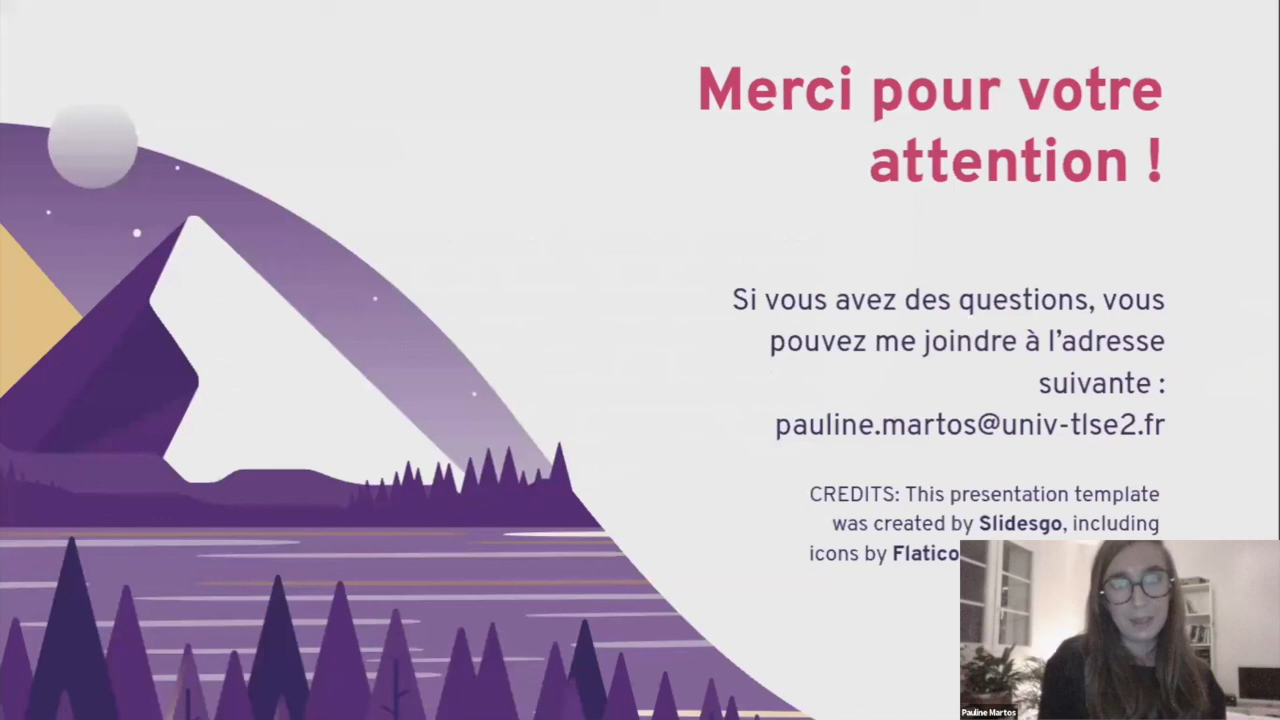 Merci pour votre
attention !
Si vous avez des questions, vous
pouvez me joindre à l’adresse
suivante :
pauline.martos@univ-tlse2.fr
CREDITS: This presentation template
was created by Slidesgo, including
icons by Flatico
Pauline Martos